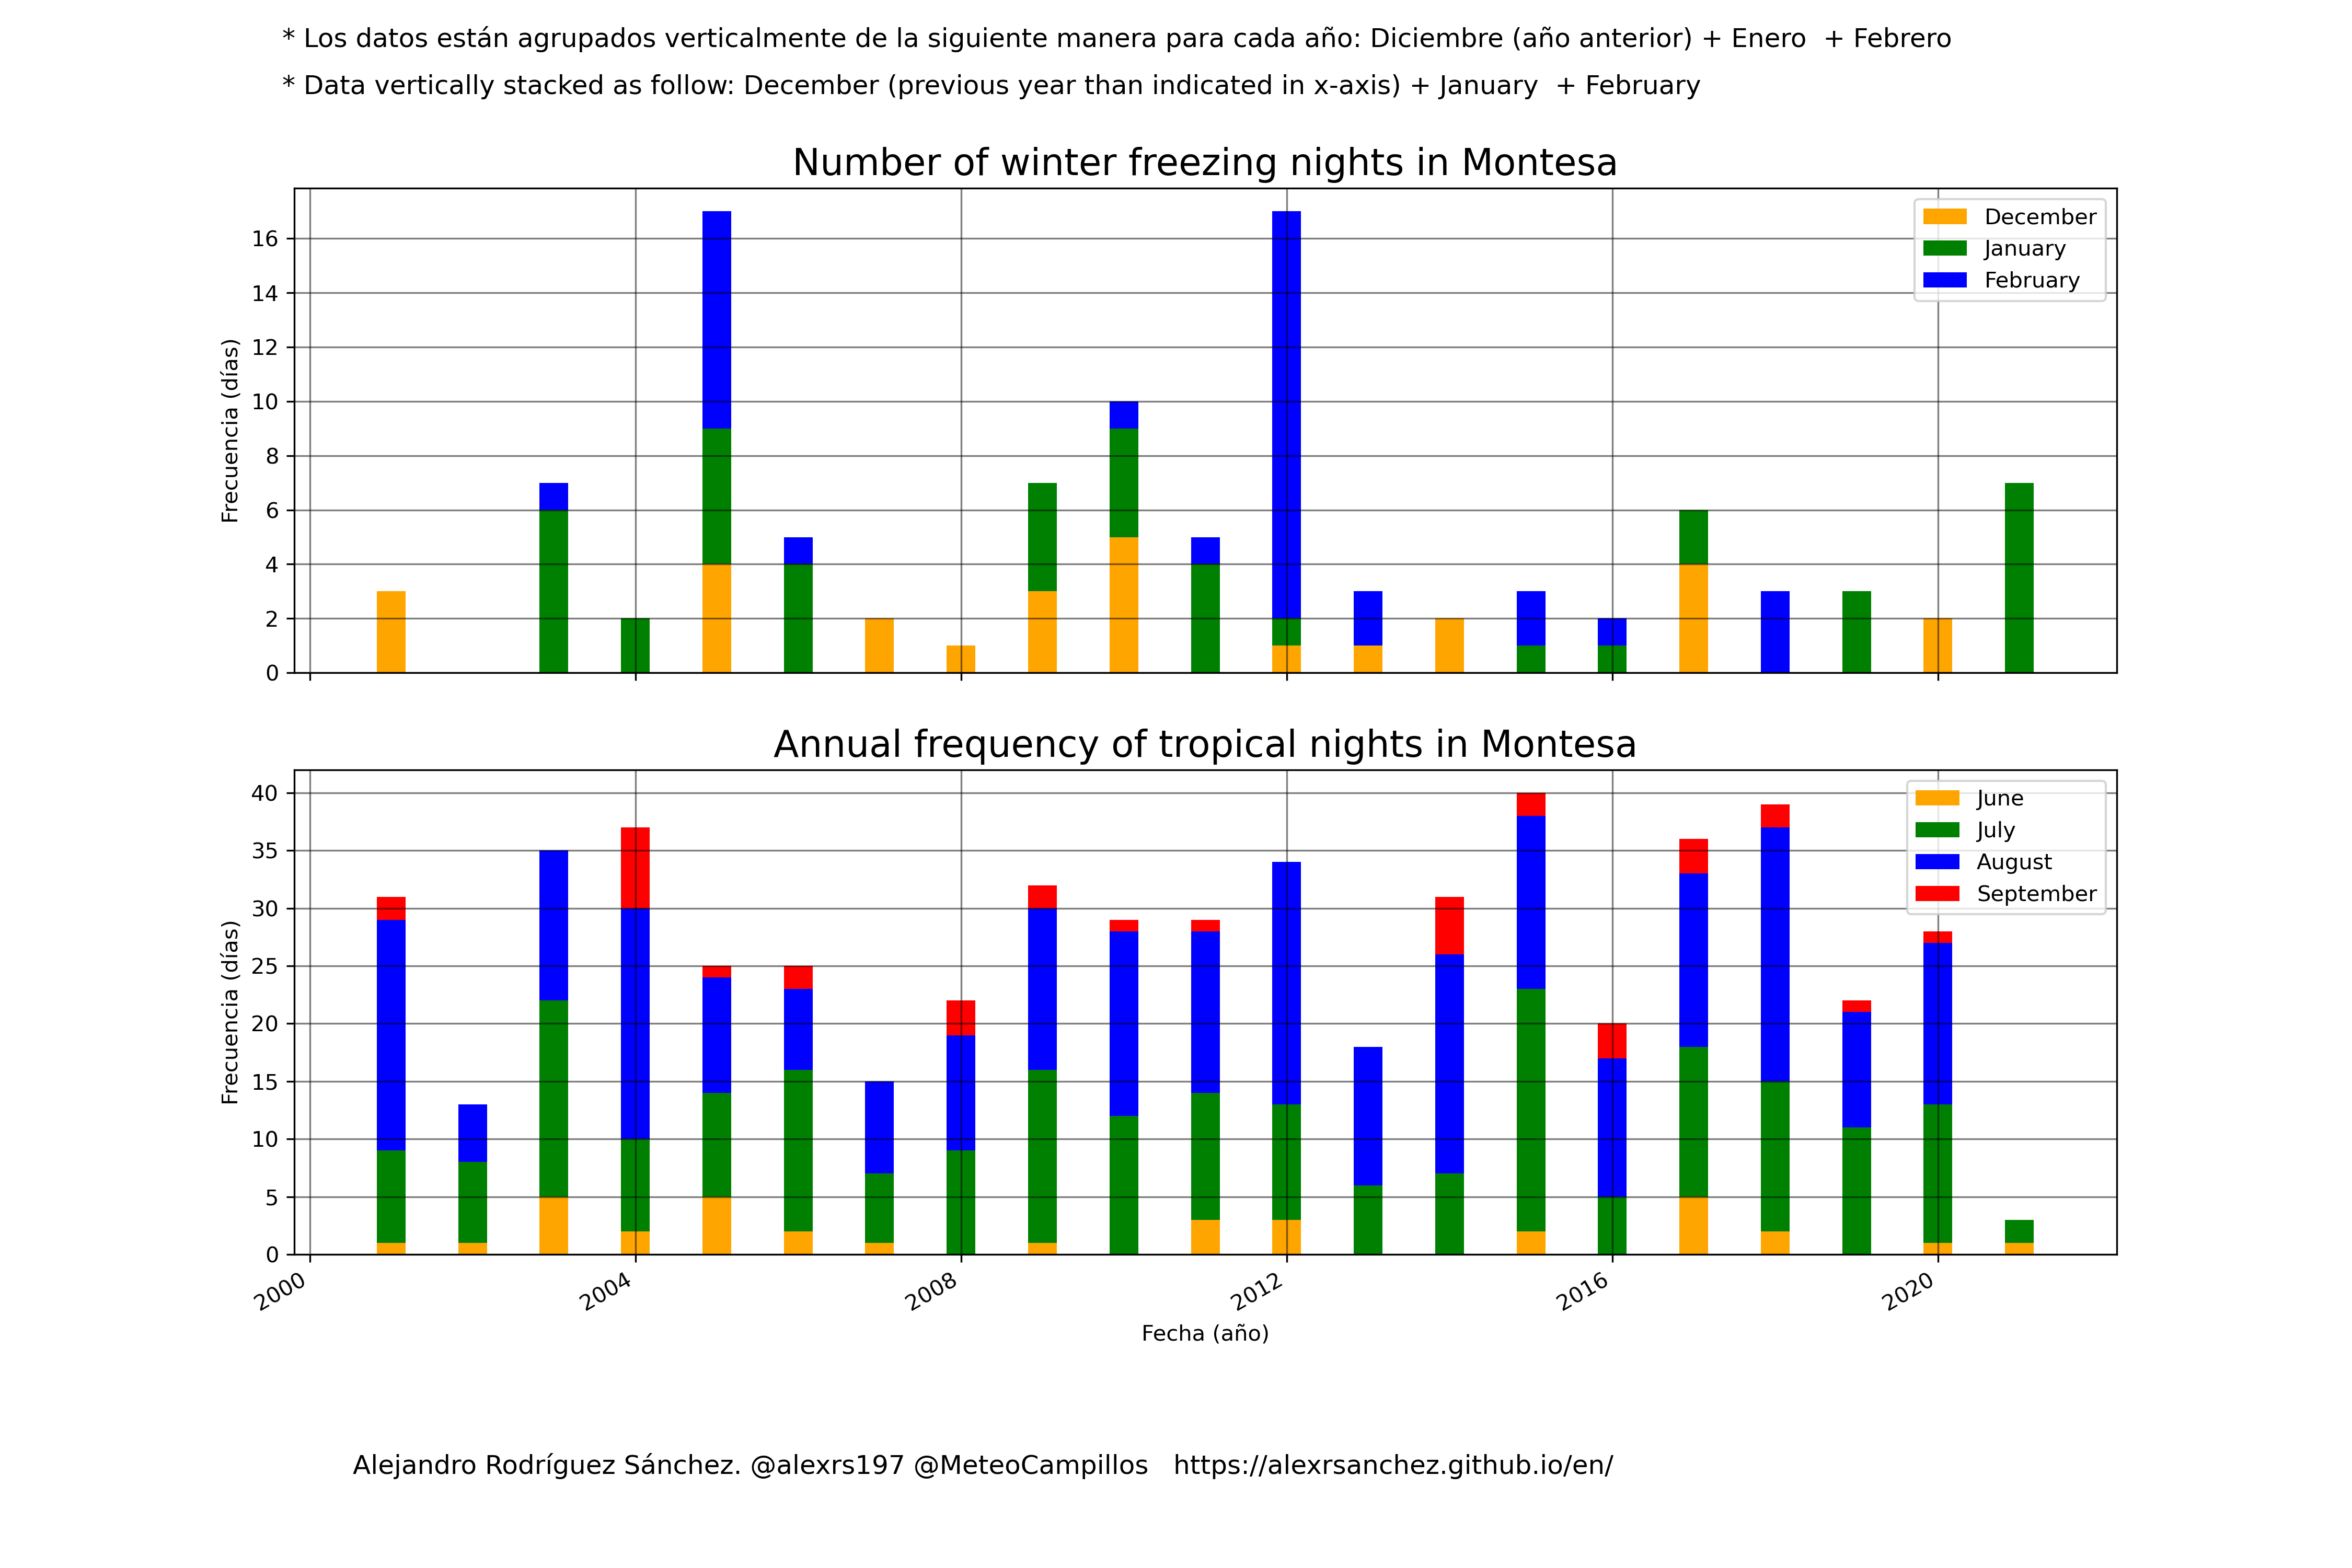 * Los datos están agrupados verticalmente de la siguiente manera para cada año: Diciembre (año anterior) + Enero  + Febrero
* Data vertically stacked as follow: December (previous year than indicated in x-axis) + January  + February
Number of winter freezing nights in Montesa
16
14
12
10
8
6
4
2
0
Frecuencia (días)
December
January
February
Annual frequency of tropical nights in Montesa
40
35
30
25
20
15
10
5
0
Frecuencia (días)
June
July
August
September
2000
2004
2008
2012
2016
2020
Fecha (año)
Alejandro Rodríguez Sánchez. @alexrs197 @MeteoCampillos   https://alexrsanchez.github.io/en/